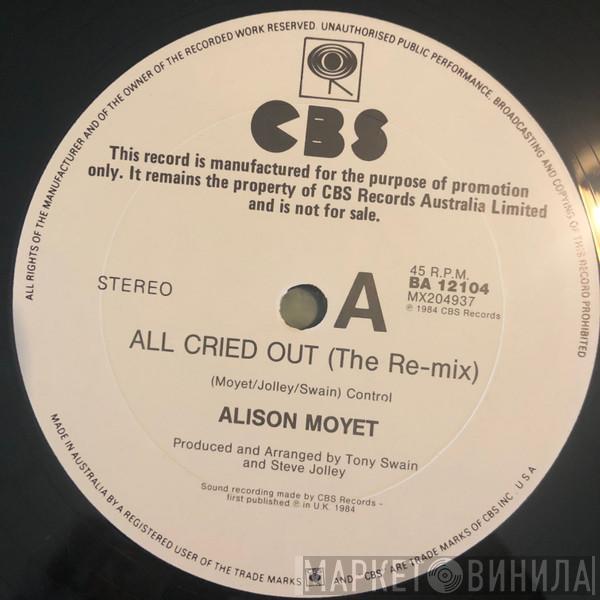 ALL RIGHTS OF THE MANUFACTURER AND OF THE OWNER OF THE RECORDED WORK RESERVED. UNAUTHORISED PUBLIC PERFORMANCE, BROADCASTING AND COPYING OF THIS RECORD PROHIBITED
CBS
This record is manufactured for the purpose of promotion
only. It remains the property of CBS Records Australia Limited
and is not for sale.
STEREO
A
45 R.P.M.
BA 12104
MX204937
℗ 1984 CBS Records
ALL CRIED OUT (The Re-mix)
(Moyet/Jolley/Swain) Control
ALISON MOYET
Produced and Arranged by Tony Swain
and Steve Jolley
Sound recording made by CBS Records -
first published ℗ in U.K. 1984
MADE IN AUSTRALIA BY A REGISTERED USER OF THE TRADE MARKS AND "CBS" ARE TRADE MARKS OF CBS INC. U S A
МАРКЕТ ВИНИЛА